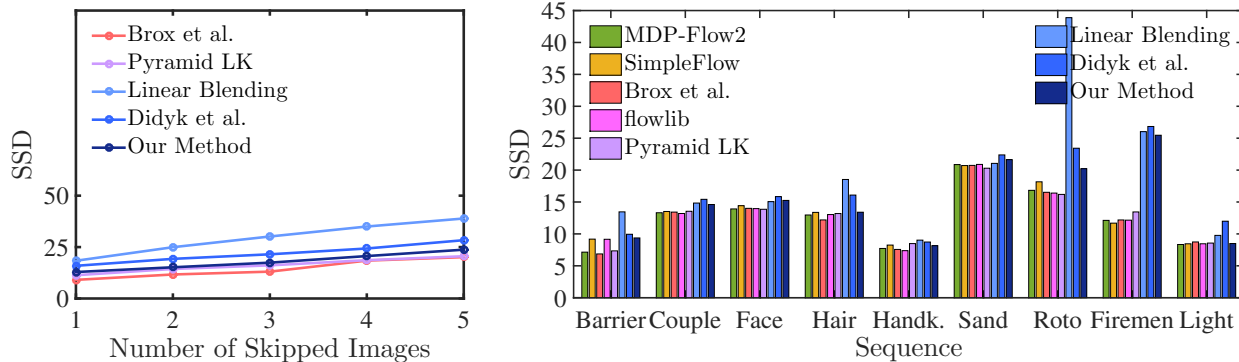 Brox et al.
Pyramid LK
Linear Blending
Didyk et al.
Our Method
SSD
50
25
0
1 2 3 4 5
Number of Skipped Images
45
40
35
30
25
20
15
10
5
0
SSD
MDP-Flow2
SimpleFlow
Brox et al.
flowlib
Pyramid LK
Linear Blending
Didyk et al.
Our Method
Barrier Couple Face Hair Handk. Sand Roto Firemen Light
Sequence